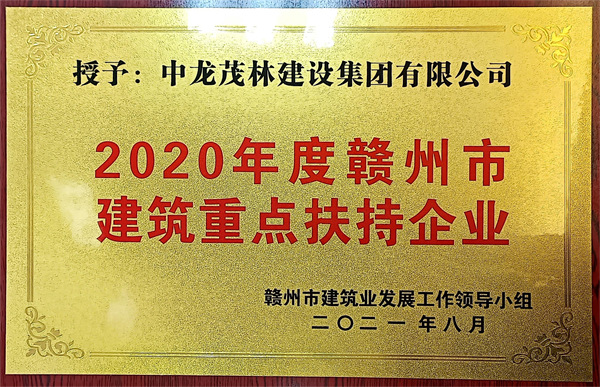 授予：中龙茂林建设集团有限公司
2020年度赣州市
建筑重点扶持企业
赣州市建筑业发展工作领导小组
二〇二一年八月